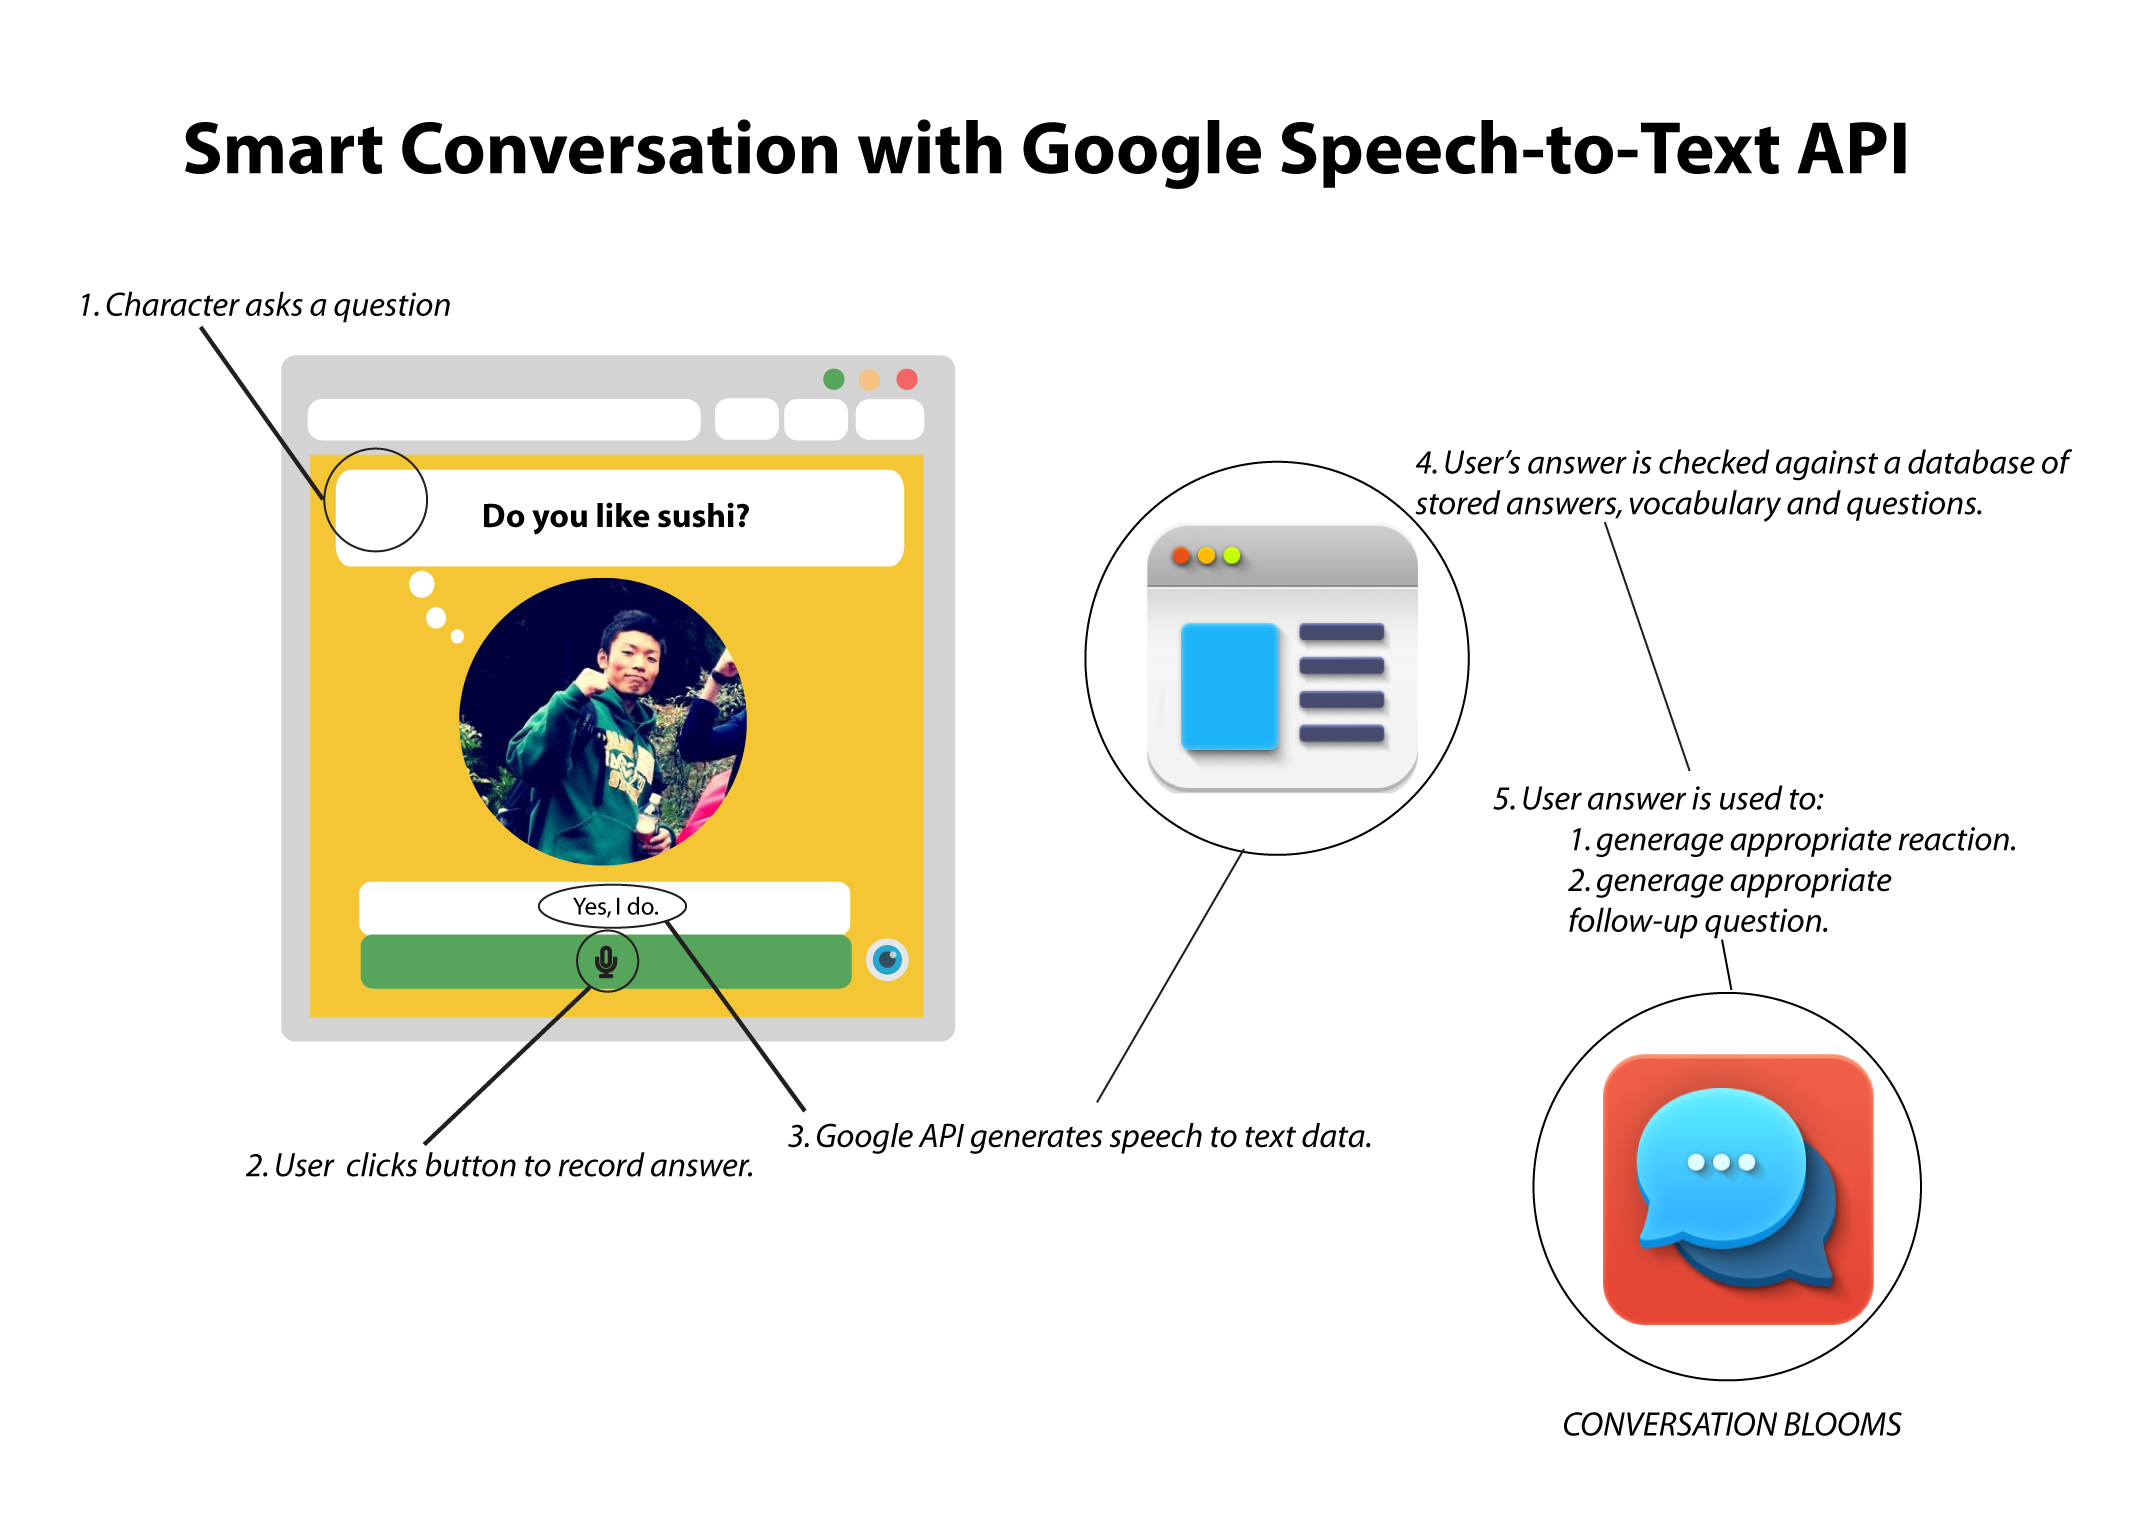 Smart Conversation with Google Speech-to-Text API
1. Character asks a question
Do you like sushi?
Yes, I do.
2. User  clicks button to record answer.
3. Google API generates speech to text data.
4. User’s answer is checked against a database of
stored answers, vocabulary and questions.
5. User answer is used to:
1. generage appropriate reaction.
2. generage appropriate
follow-up question.
CONVERSATION BLOOMS